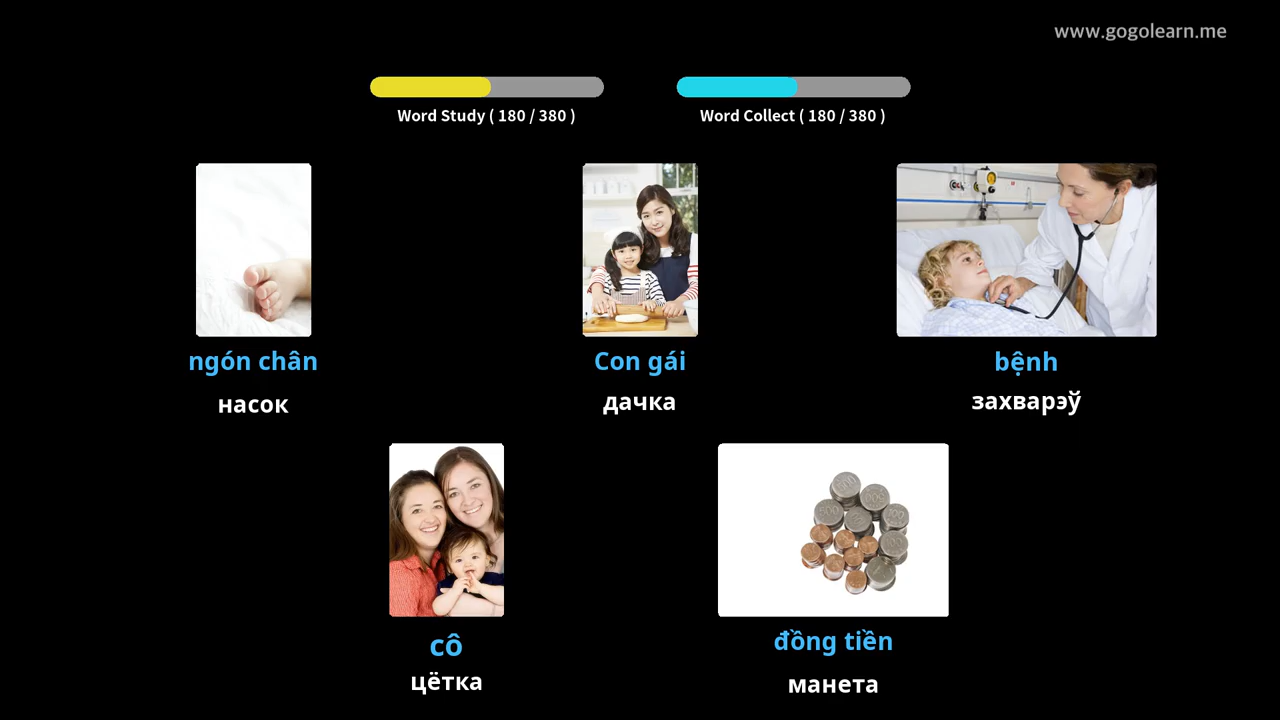 www.gogolearn.me
Word Study ( 180 / 380 )
Word Collect ( 180 / 380 )
ngón chân
насок
Con gái
дачка
bệnh
захварэў
cô
цётка
đồng tiền
манета